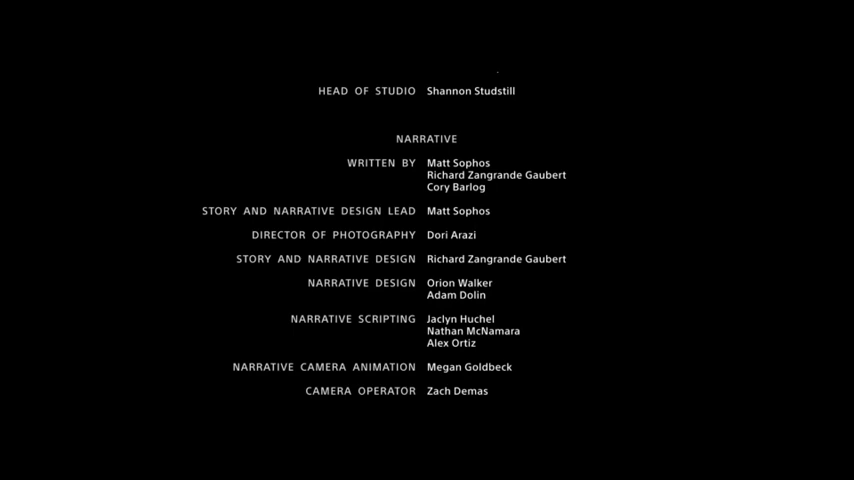 HEAD OF STUDIO Shannon Studstill
NARRATIVE
WRITTEN BY Matt Sophos
Richard Zangrande Gaubert
Cory Barlog
STORY AND NARRATIVE DESIGN LEAD Matt Sophos
DIRECTOR OF PHOTOGRAPHY Dori Arazi
STORY AND NARRATIVE DESIGN Richard Zangrande Gaubert
NARRATIVE DESIGN Orion Walker
Adam Dolin
NARRATIVE SCRIPTING Jaclyn Huchel
Nathan McNamara
Alex Ortiz
NARRATIVE CAMERA ANIMATION Megan Goldbeck
CAMERA OPERATOR Zach Demas